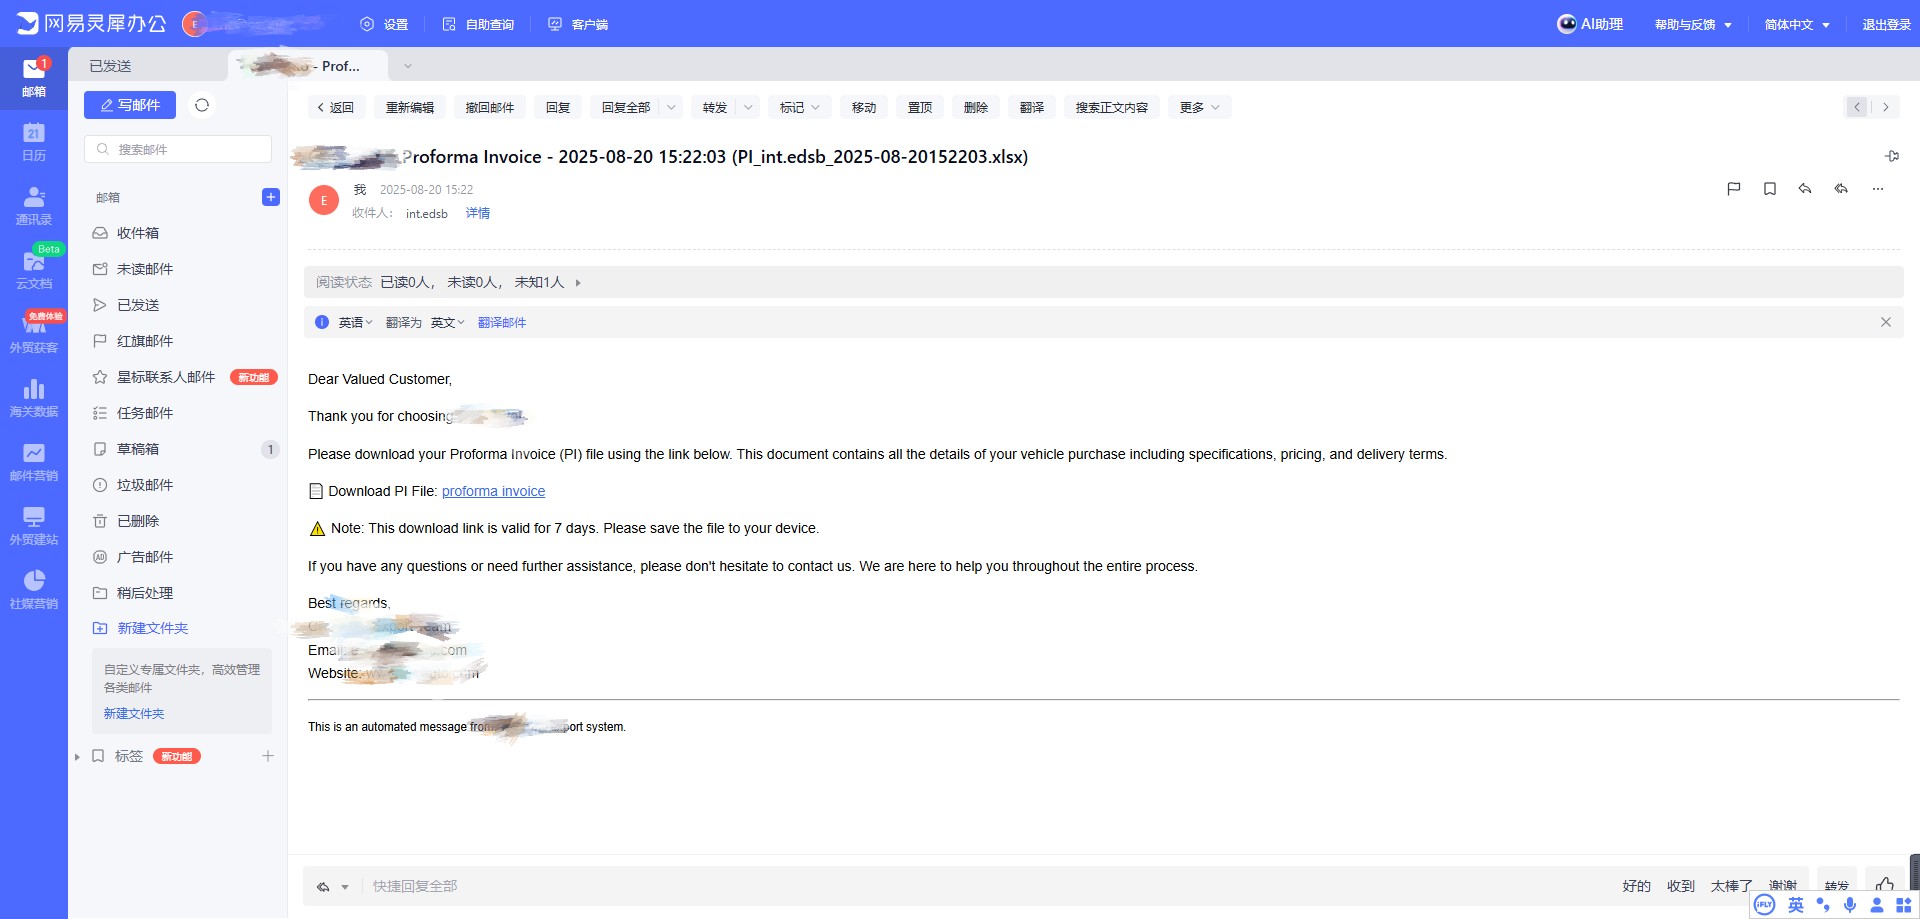 网易灵犀办公
E
设置
自助查询
客户端
AI助理
帮助与反馈
简体中文
退出登录
1
邮箱
21
日历
通讯录
Beta
云文档
免费体验
外贸获客
海关数据
邮件营销
外贸建站
社媒营销
已发送
- Prof...
写邮件
搜索邮件
邮箱
收件箱
未读邮件
已发送
红旗邮件
星标联系人邮件 新功能
任务邮件
草稿箱 1
垃圾邮件
已删除
AD 广告邮件
稍后处理
新建文件夹
自定义专属文件夹，高效管理
各类邮件
新建文件夹
标签 新功能
返回 重新编辑 撤回邮件 回复 回复全部 转发 标记 移动 置顶 删除 翻译 搜索正文内容 更多
Proforma Invoice - 2025-08-20 15:22:03 (PI_int.edsb_2025-08-20152203.xlsx)
E
我 2025-08-20 15:22
收件人： int.edsb 详情
阅读状态 已读0人， 未读0人， 未知1人
英语 翻译为 英文 翻译邮件
Dear Valued Customer,
Thank you for choosing
Please download your Proforma Invoice (PI) file using the link below. This document contains all the details of your vehicle purchase including specifications, pricing, and delivery terms.
Download PI File: proforma invoice
Note: This download link is valid for 7 days. Please save the file to your device.
If you have any questions or need further assistance, please don't hesitate to contact us. We are here to help you throughout the entire process.
Best regards,
Team
Email: .com
Website: .com
This is an automated message from port system.
快捷回复全部
好的 收到 太棒了 谢谢 转发
iFLY 英